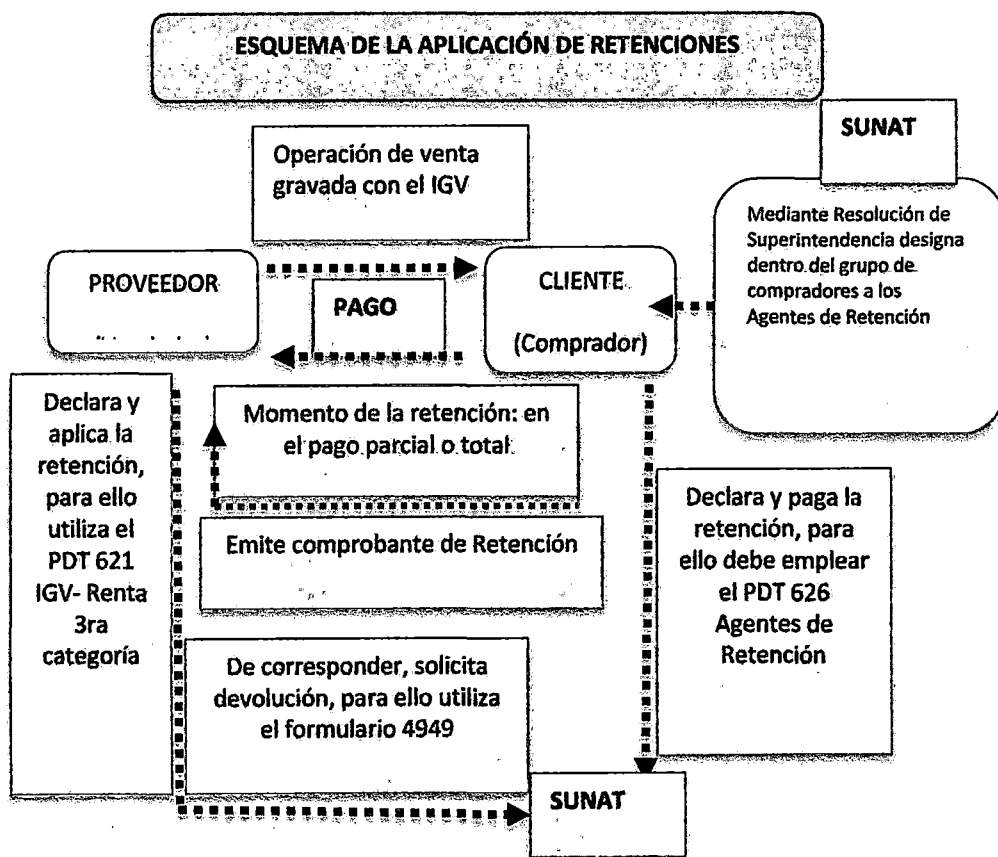 ESQUEMA DE LA APLICACIÓN DE RETENCIONES
SUNAT
Operación de venta
gravada con el IGV
Mediante Resolución de
Superintendencia designa
dentro del grupo de
compradores a los
Agentes de Retención
PROVEEDOR
PAGO
CLIENTE
(Comprador)
Declara y
aplica la
retención,
para ello
utiliza el
PDT 621
IGV- Renta
3ra
categoría
Momento de la retención: en
el pago parcial o total
Emite comprobante de Retención
Declara y paga la
retención, para
ello debe emplear
el PDT 626
Agentes de
Retención
De corresponder, solicita
devolución, para ello utiliza
el formulario 4949
SUNAT